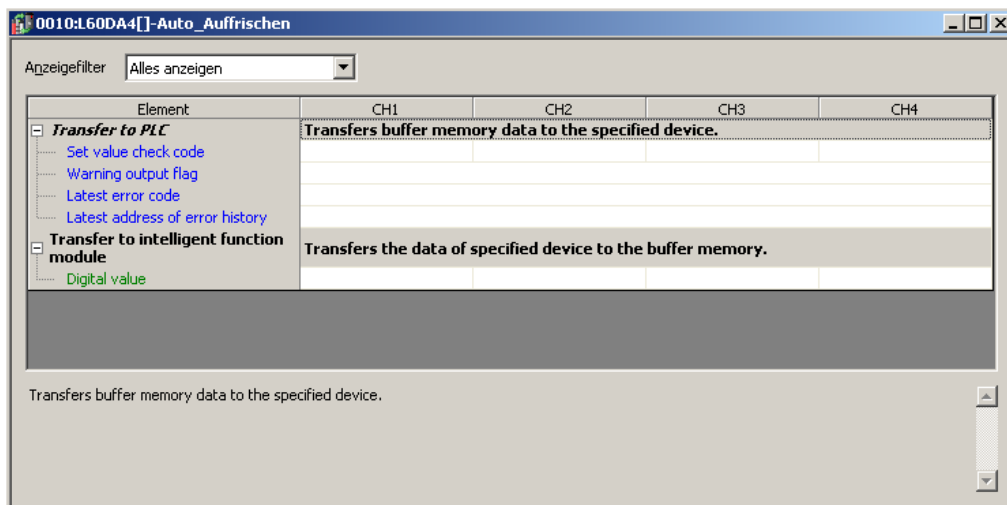 0010:L60DA4[]-Auto_Auffrischen
Anzeigefilter Alles anzeigen
Element CH1 CH2 CH3 CH4
Transfer to PLC Transfers buffer memory data to the specified device.
Set value check code
Warning output flag
Latest error code
Latest address of error history
Transfer to intelligent function
module
Transfers the data of specified device to the buffer memory.
Digital value
Transfers buffer memory data to the specified device.